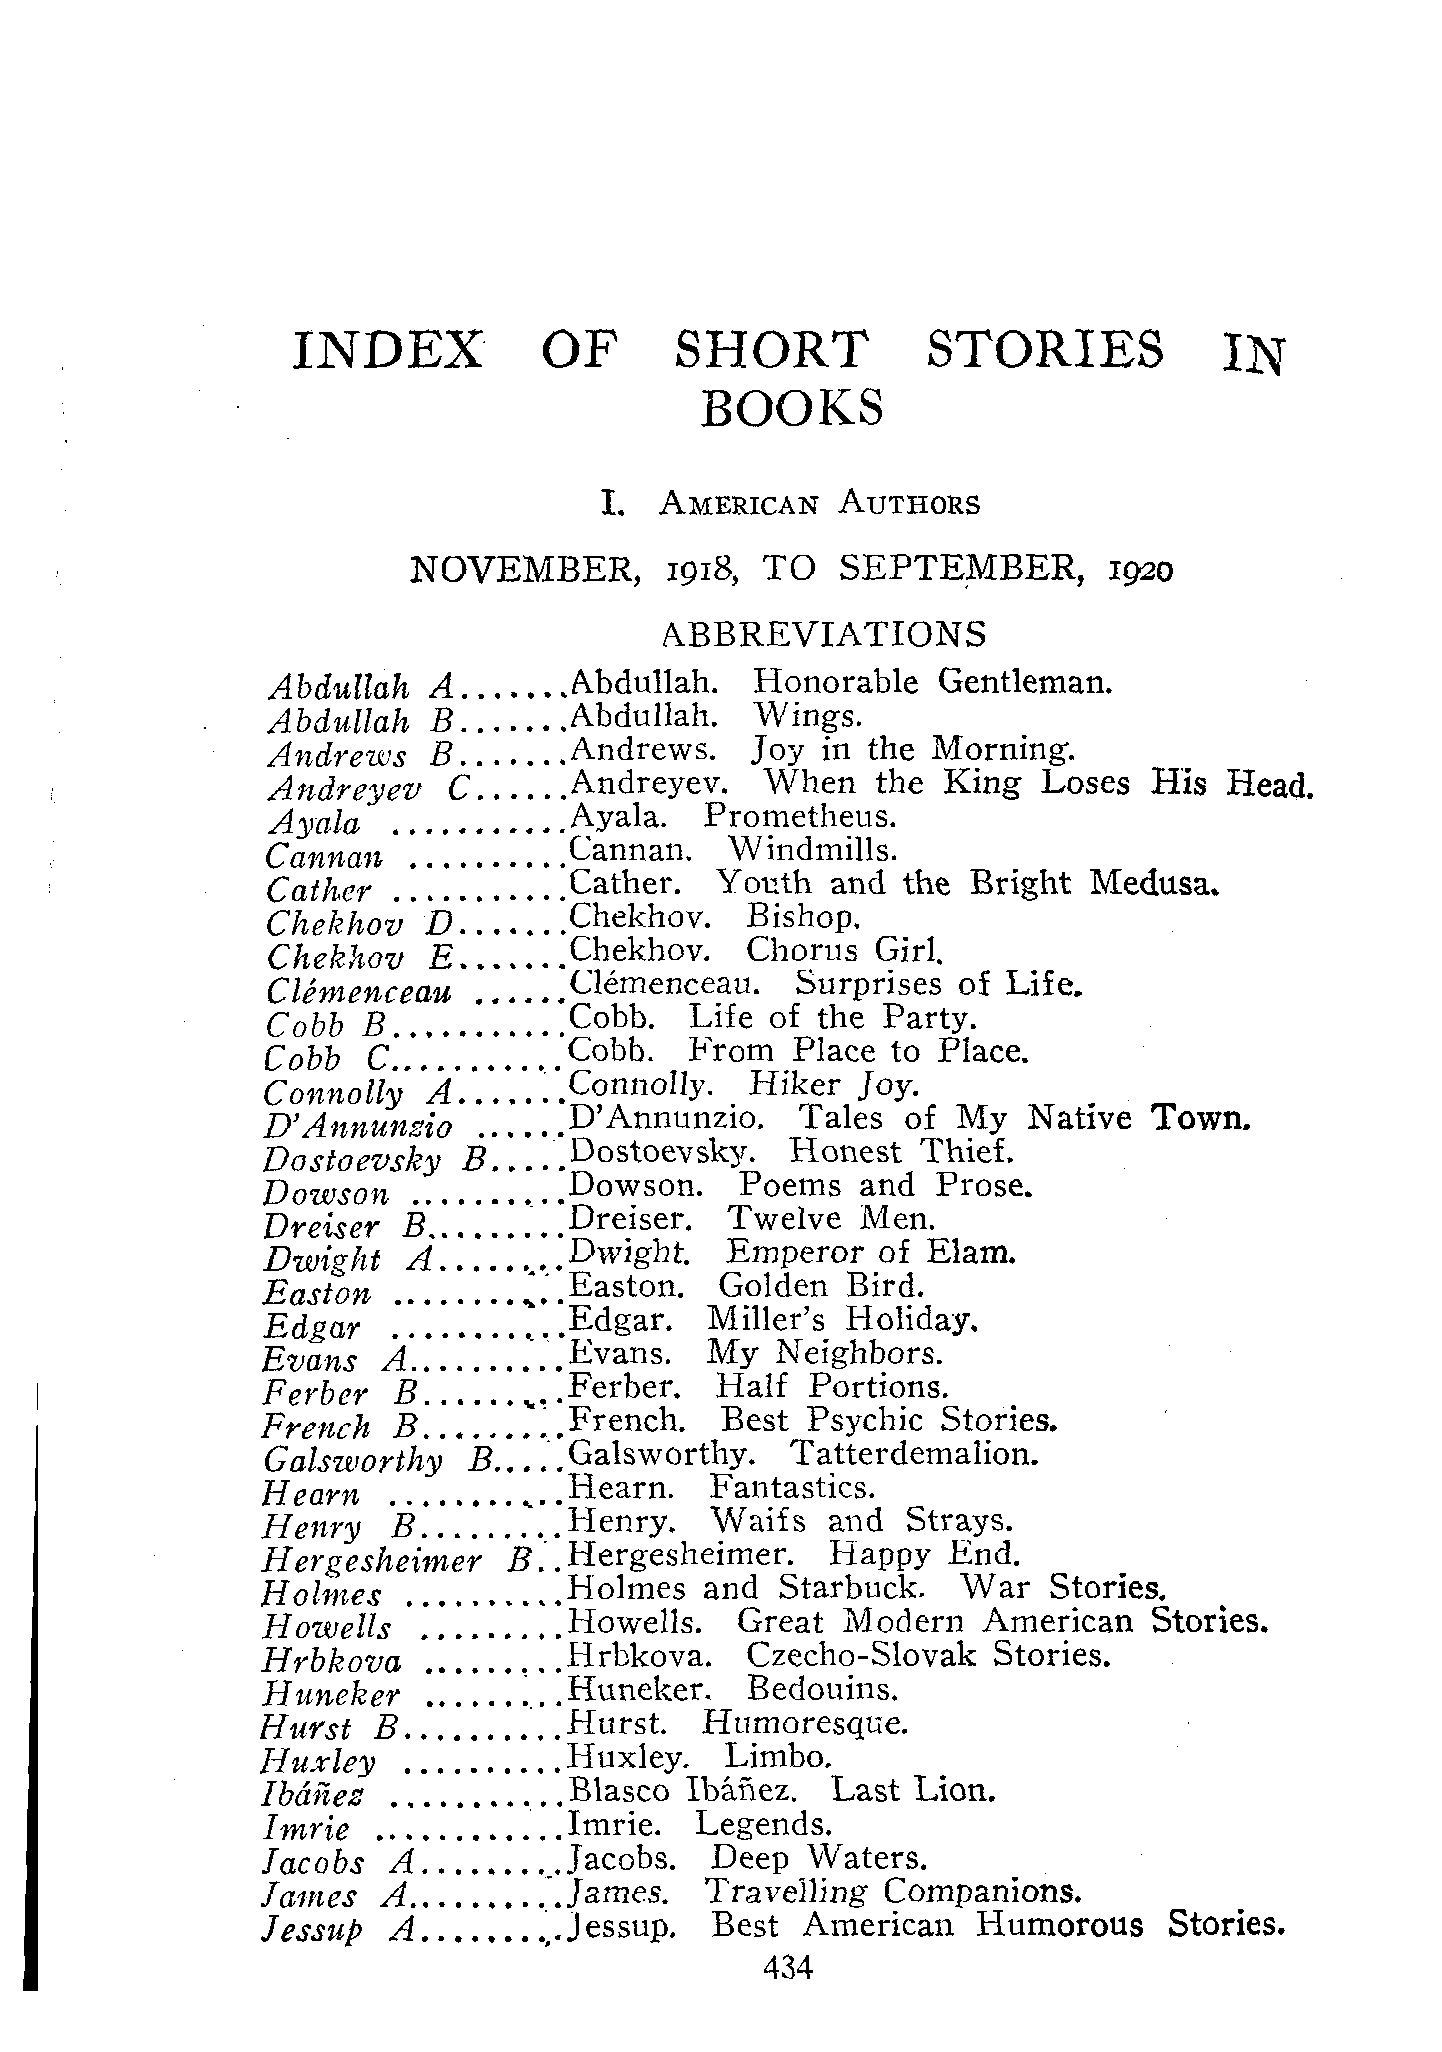 INDEX OF SHORT STORIES IN
BOOKS
I. AMERICAN AUTHORS
NOVEMBER, 1918, TO SEPTEMBER, 1920
ABBREVIATIONS
Abdullah A.......Abdullah. Honorable Gentleman.
Abdullah B.......Abdullah. Wings.
Andrews B.......Andrews. Joy in the Morning.
Andreyev C......Andreyev. When the King Loses His Head.
Ayala ...........Ayala. Prometheus.
Cannan ..........Cannan. Windmills.
Cather ...........Cather. Youth and the Bright Medusa.
Chekhov D.......Chekhov. Bishop.
Chekhov E.......Chekhov. Chorus Girl.
Clémenceau ......Clémenceau. Surprises of Life.
Cobb B...........Cobb. Life of the Party.
Cobb C...........Cobb. From Place to Place.
Connolly A.......Connolly. Hiker Joy.
D'Annunzio ......D'Annunzio. Tales of My Native Town.
Dostoevsky B.....Dostoevsky. Honest Thief.
Dowson ..........Dowson. Poems and Prose.
Dreiser B.........Dreiser. Twelve Men.
Dwight A........Dwight. Emperor of Elam.
Easton ...........Easton. Golden Bird.
Edgar ...........Edgar. Miller's Holiday.
Evans A..........Evans. My Neighbors.
Ferber B.........Ferber. Half Portions.
French B.........French. Best Psychic Stories.
Galsworthy B.....Galsworthy. Tatterdemalion.
Hearn ...........Hearn. Fantastics.
Henry B.........Henry. Waifs and Strays.
Hergesheimer B..Hergesheimer. Happy End.
Holmes ..........Holmes and Starbuck. War Stories.
Howells .........Howells. Great Modern American Stories.
Hrbkova .........Hrbkova. Czecho-Slovak Stories.
Huneker .........Huneker. Bedouins.
Hurst B..........Hurst. Humoresque.
Huxley ..........Huxley. Limbo.
Ibáñez ...........Blasco Ibáñez. Last Lion.
Imrie ............Imrie. Legends.
Jacobs A.........Jacobs. Deep Waters.
James A..........James. Travelling Companions.
Jessup A.........Jessup. Best American Humorous Stories.
434